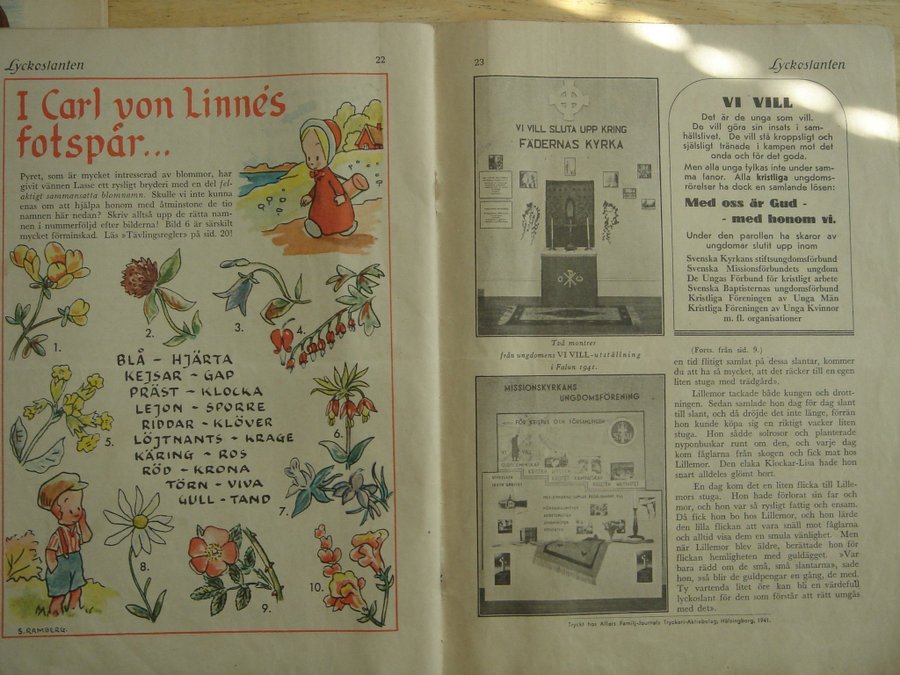 Lyckoslanten
22
I Carl von Linnés
fotspår...
Pyret, som är mycket intresserad av blommor, har
givit vännen Lasse ett rysligt bryderi med en del fel-
aktigt sammansatta blomnamn. Skulle vi inte kunna
enas om att hjälpa honom med åtminstone de tio
namnen här nedan? Skriv alltså upp de rätta nam-
nen i nummerföljd efter bilderna! Bild 6 är särskilt
mycket förminskad. Läs »Tävlingsregler» på sid. 20!
1.
2.
3.
4.
BLÅ - HJÄRTA
KEJSAR - GAP
PRÄST - KLOCKA
LEJON - SPORRE
RIDDAR - KLÖVER
LÖJTNANTS - KRAGE
KÄRING - ROS
RÖD - KRONA
TÖRN - VIVA
GULL - TAND
5.
6.
7.
8.
9.
10.
S. RAMBERG.
23
Lyckoslanten
VI VILL SLUTA UPP KRING
FÄDERNAS KYRKA
Två montrer
från ungdomens VI VILL-utställning
i Falun 1941.
MISSIONSKYRKANS
UNGDOMSFÖRENING
VI VILL
Det är de unga som vill.
De vill göra sin insats i sam-
hällslivet. De vill stå kroppsligt och
själsligt tränade i kampen mot det
onda och för det goda.
Men alla unga fylkas inte under sam-
ma fanor. Alla kristliga ungdoms-
rörelser ha dock en samlande lösen:
Med oss är Gud -
- med honom vi.
Under den parollen ha skaror av
ungdomar slutit upp inom
Svenska Kyrkans stiftsungdomsförbund
Svenska Missionsförbundets ungdom
De Ungas Förbund för kristligt arbete
Svenska Baptisternas ungdomsförbund
Kristliga Föreningen av Unga Män
Kristliga Föreningen av Unga Kvinnor
m. fl. organisationer
(Forts. från sid. 9.)
en tid flitigt samlat på dessa slantar, kommer
du att ha så mycket, att det räcker till en egen
liten stuga med trädgård».
Lillemor tackade både kungen och drott-
ningen. Sedan samlade hon dag för dag slant
till slant, och då dröjde det inte länge, förrän
hon kunde köpa sig en riktigt vacker liten
stuga. Hon sådde solrosor och planterade
nyponbuskar runt om den, och varje dag
kom fåglarna från skogen och fick mat hos
Lillemor. Den elaka Klockar-Lisa hade hon
snart alldeles glömt bort.
En dag kom det en liten flicka till Lille-
mors stuga. Hon hade förlorat sin far och
mor, och hon var så rysligt fattig och ensam.
Då fick hon bo hos Lillemor, och hon lärde
den lilla flickan att vara snäll mot fåglarna
och alltid visa dem en smula vänlighet. Men
när Lillemor blev äldre, berättade hon för
flickan hemligheten med guldägget. »Var
bara rädd om de små, små slantarna», sade
hon, »så blir de guldpengar en gång, de med.
Ty vartenda litet öre kan bli en värdefull
lyckoslant för den som förstår att rätt umgås
med det».
Tryckt hos Allers Familj-Journals Tryckeri-Aktiebolag, Hälsingborg, 1941.